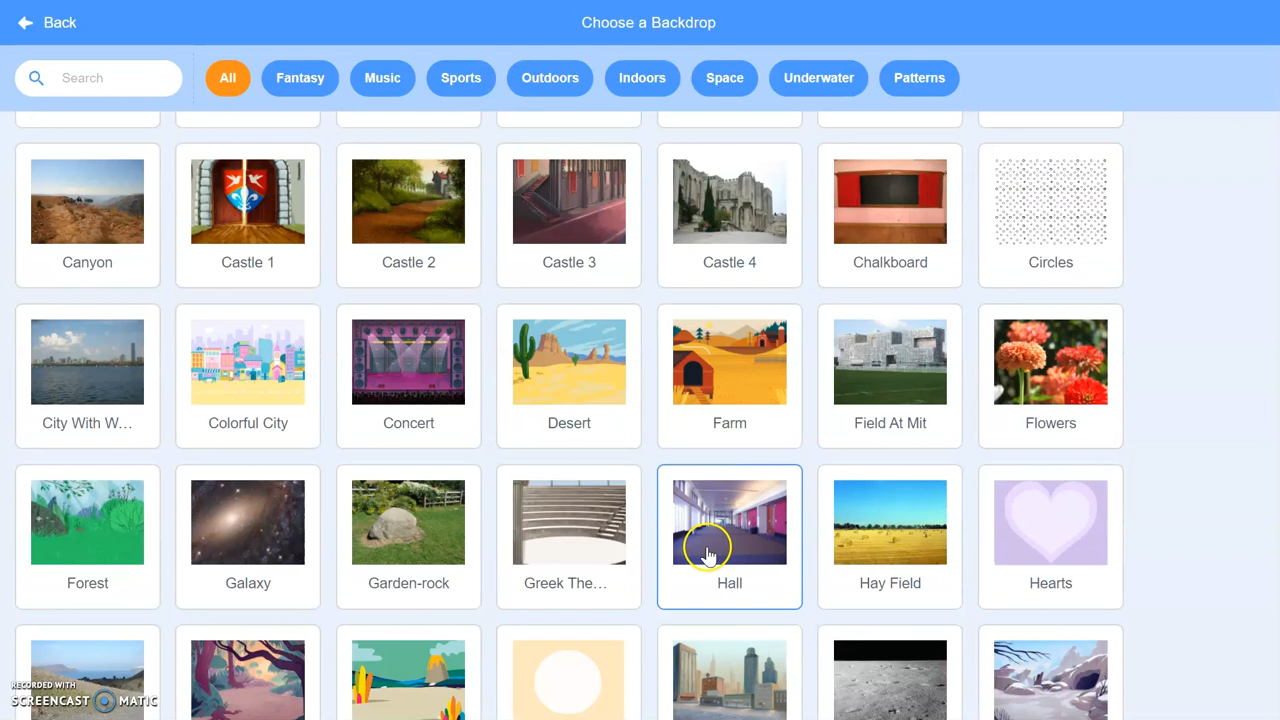 Back
Choose a Backdrop
Search
All
Fantasy
Music
Sports
Outdoors
Indoors
Space
Underwater
Patterns
Canyon
Castle 1
Castle 2
Castle 3
Castle 4
Chalkboard
Circles
City With W...
Colorful City
Concert
Desert
Farm
Field At Mit
Flowers
Forest
Galaxy
Garden-rock
Greek The...
Hall
Hay Field
Hearts
RECORDED WITH
SCREENCAST MATIC